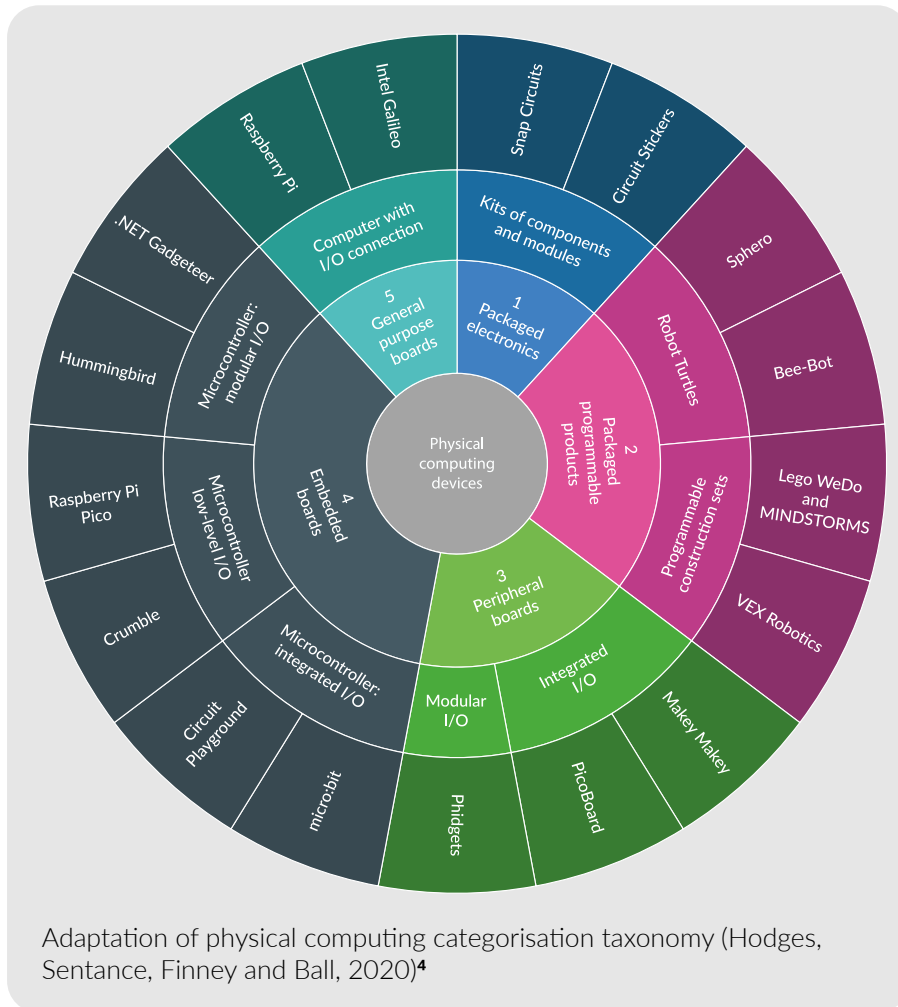 Physical
computing
devices
1
Packaged
electronics
Kits of components
and modules
Snap Circuits
Circuit Stickers
2
Packaged
programmable
products
Robot Turtles
Sphero
Bee-Bot
Programmable
construction sets
Lego WeDo
and
MINDSTORMS
VEX Robotics
3
Peripheral
boards
Integrated
I/O
Makey Makey
PicoBoard
Modular
I/O
Phidgets
4
Embedded
boards
Microcontroller:
integrated I/O
micro:bit
Circuit
Playground
Microcontroller
low-level I/O
Crumble
Raspberry Pi
Pico
Microcontroller:
modular I/O
Hummingbird
.NET Gadgeteer
5
General
purpose
boards
Computer with
I/O connection
Raspberry Pi
Intel Galileo
Adaptation of physical computing categorisation taxonomy (Hodges,
Sentance, Finney and Ball, 2020)4